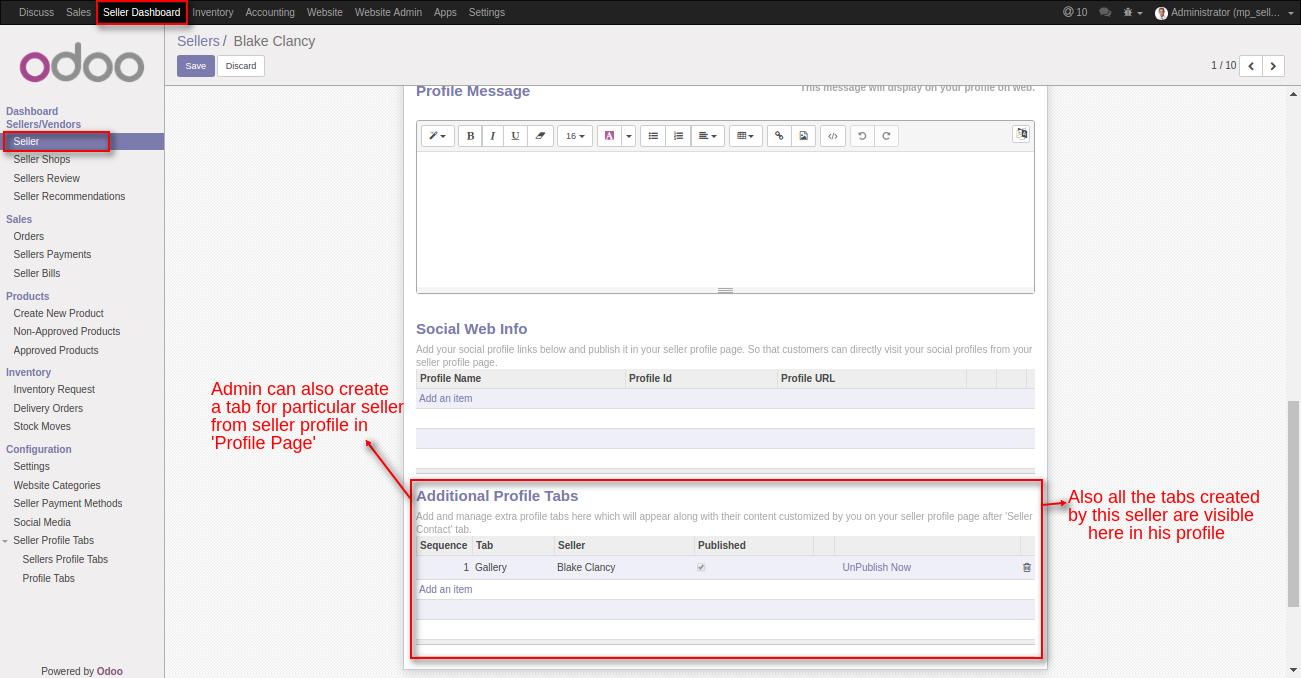 Discuss Sales Seller Dashboard Inventory Accounting Website Website Admin Apps Settings @ 10 Administrator (mp_sell...
odoo
Sellers / Blake Clancy
Save Discard 1 / 10
Dashboard
Sellers/Vendors
Seller
Seller Shops
Sellers Review
Seller Recommendations
Sales
Orders
Sellers Payments
Seller Bills
Products
Create New Product
Non-Approved Products
Approved Products
Inventory
Inventory Request
Delivery Orders
Stock Moves
Configuration
Settings
Website Categories
Seller Payment Methods
Social Media
Seller Profile Tabs
Sellers Profile Tabs
Profile Tabs
Powered by Odoo
Profile Message This message will display on your profile on web.
B I U 16 A
Social Web Info
Add your social profile links below and publish it in your seller profile page. So that customers can directly visit your social profiles from your
seller profile page.
Profile Name Profile Id Profile URL
Add an item
Admin can also create
a tab for particular seller
from seller profile in
'Profile Page'
Additional Profile Tabs
Add and manage extra profile tabs here which will appear along with their content customized by you on your seller profile page after 'Seller
Contact' tab.
Sequence Tab Seller Published
1 Gallery Blake Clancy UnPublish Now
Add an item
Also all the tabs created
by this seller are visible
here in his profile